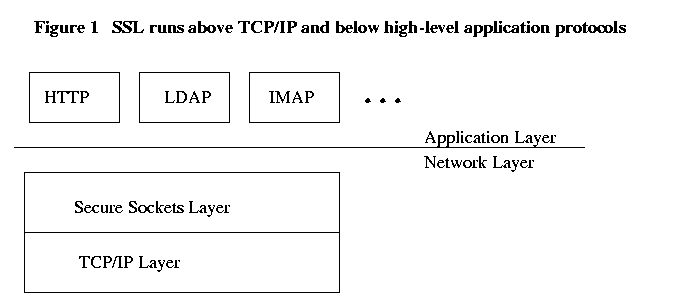 Figure 1 SSL runs above TCP/IP and below high-level application protocols
HTTP LDAP IMAP ...
Application Layer
Network Layer
Secure Sockets Layer
TCP/IP Layer